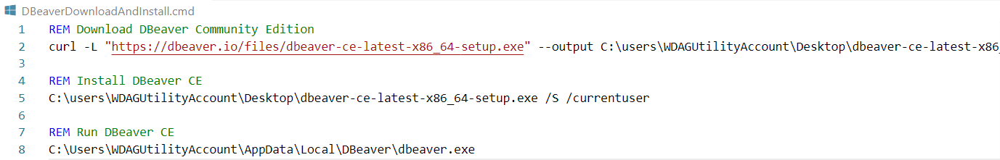 DBeaverDownloadAndInstall.cmd
1 REM Download DBeaver Community Edition
2 curl -L "https://dbeaver.io/files/dbeaver-ce-latest-x86_64-setup.exe" --output C:\users\WDAGUtilityAccount\Desktop\dbeaver-ce-latest-x86_
3
4 REM Install DBeaver CE
5 C:\users\WDAGUtilityAccount\Desktop\dbeaver-ce-latest-x86_64-setup.exe /S /currentuser
6
7 REM Run DBeaver CE
8 C:\Users\WDAGUtilityAccount\AppData\Local\DBeaver\dbeaver.exe